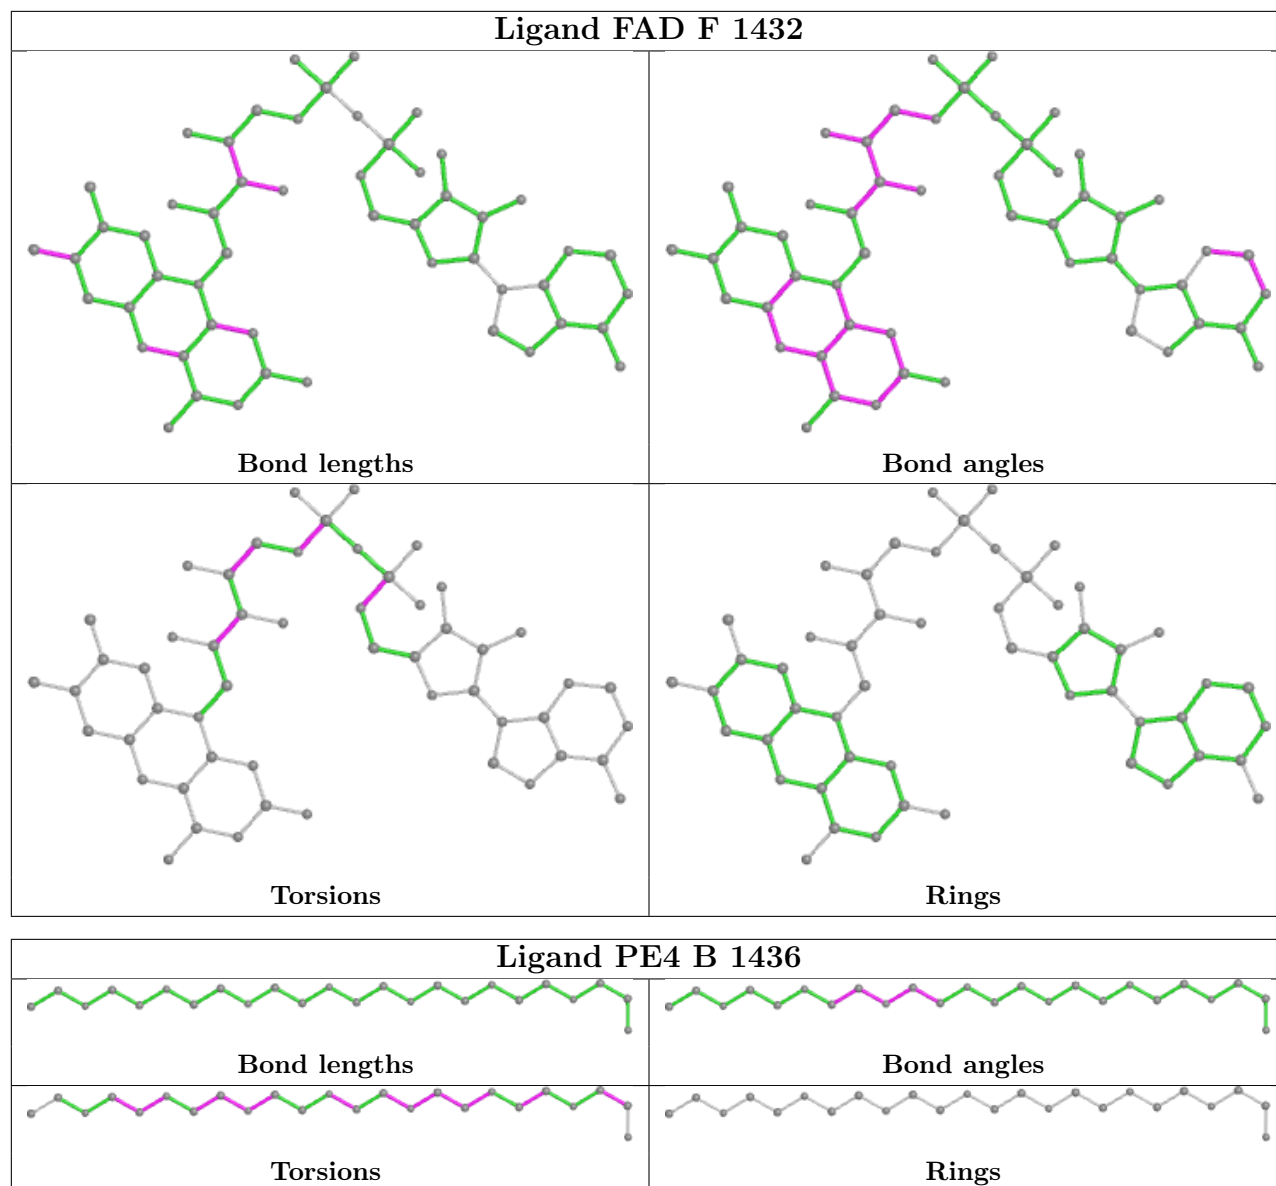 Ligand FAD F 1432
Bond lengths
Bond angles
Torsions
Rings
Ligand PE4 B 1436
Bond lengths
Bond angles
Torsions
Rings